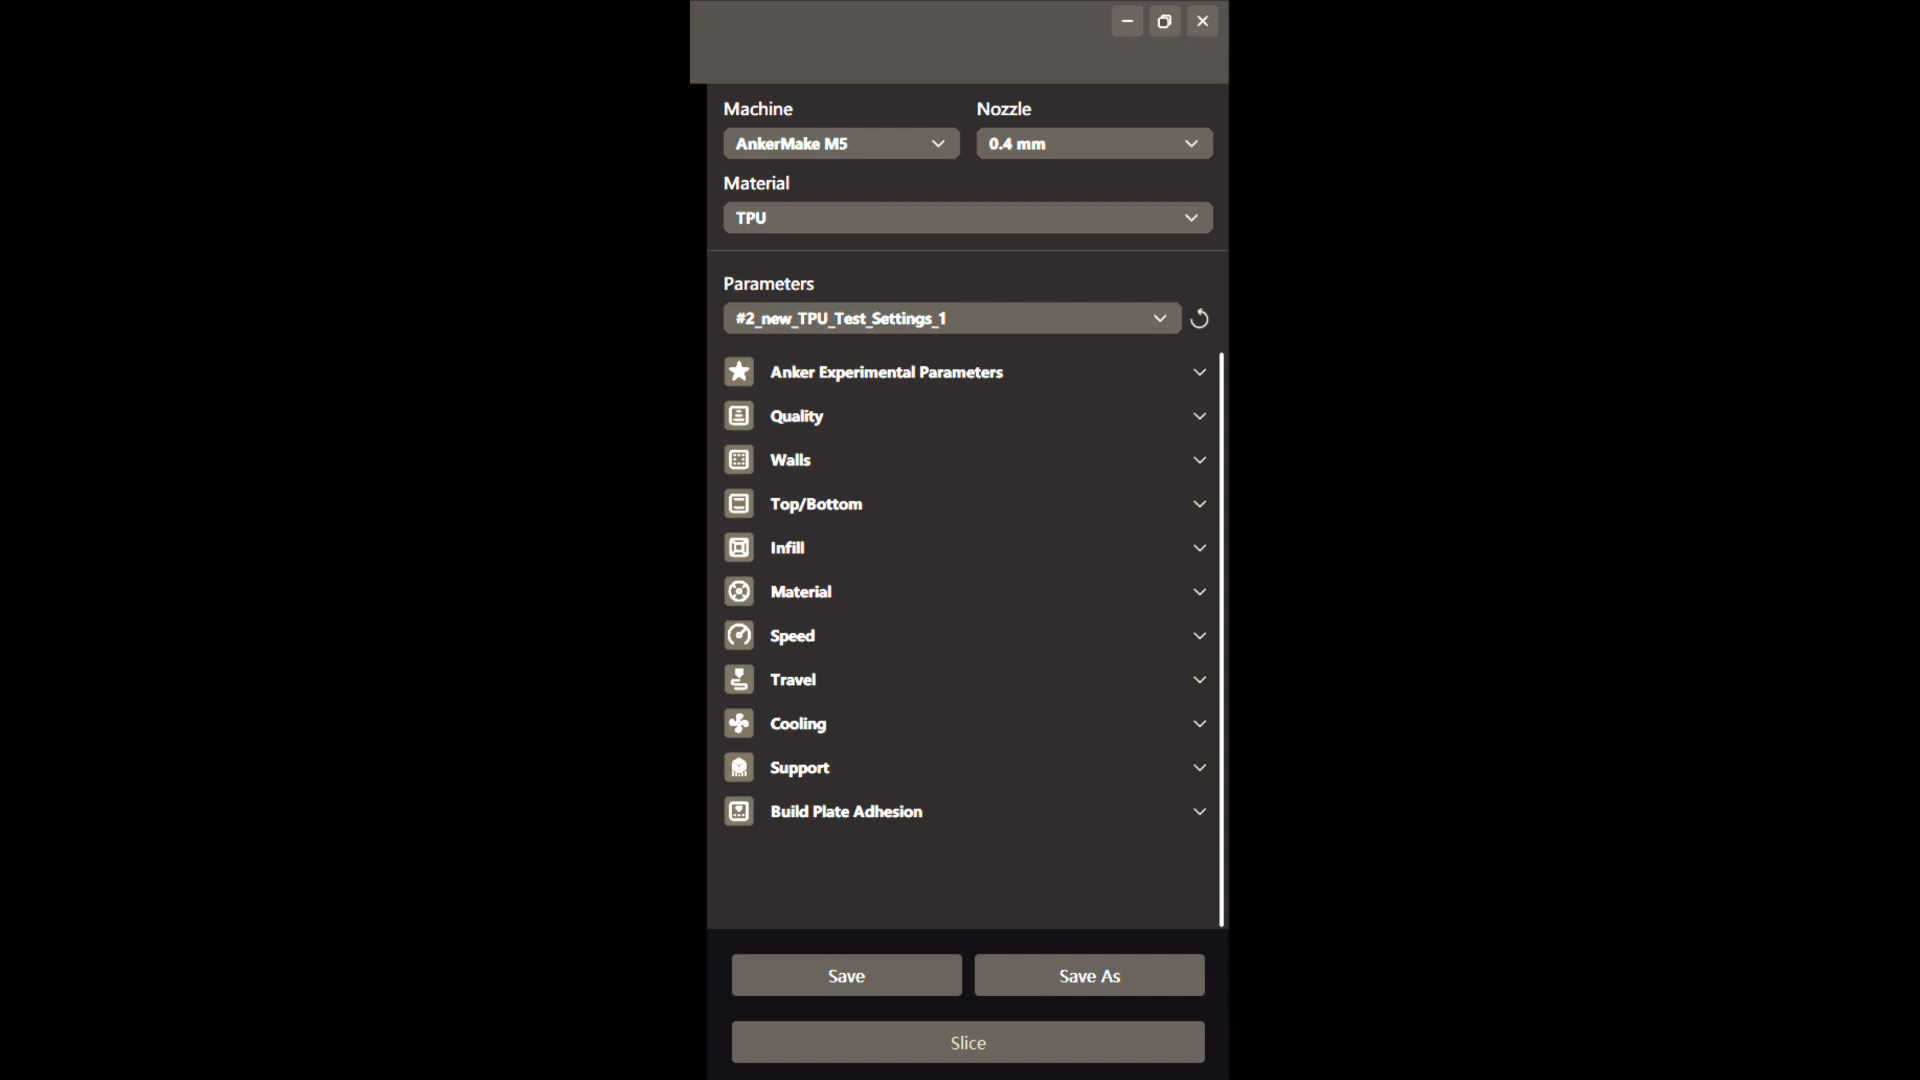 Machine
Nozzle
AnkerMake M5
0.4 mm
Material
TPU
Parameters
#2_new_TPU_Test_Settings_1
Anker Experimental Parameters
Quality
Walls
Top/Bottom
Infill
Material
Speed
Travel
Cooling
Support
Build Plate Adhesion
Save
Save As
Slice